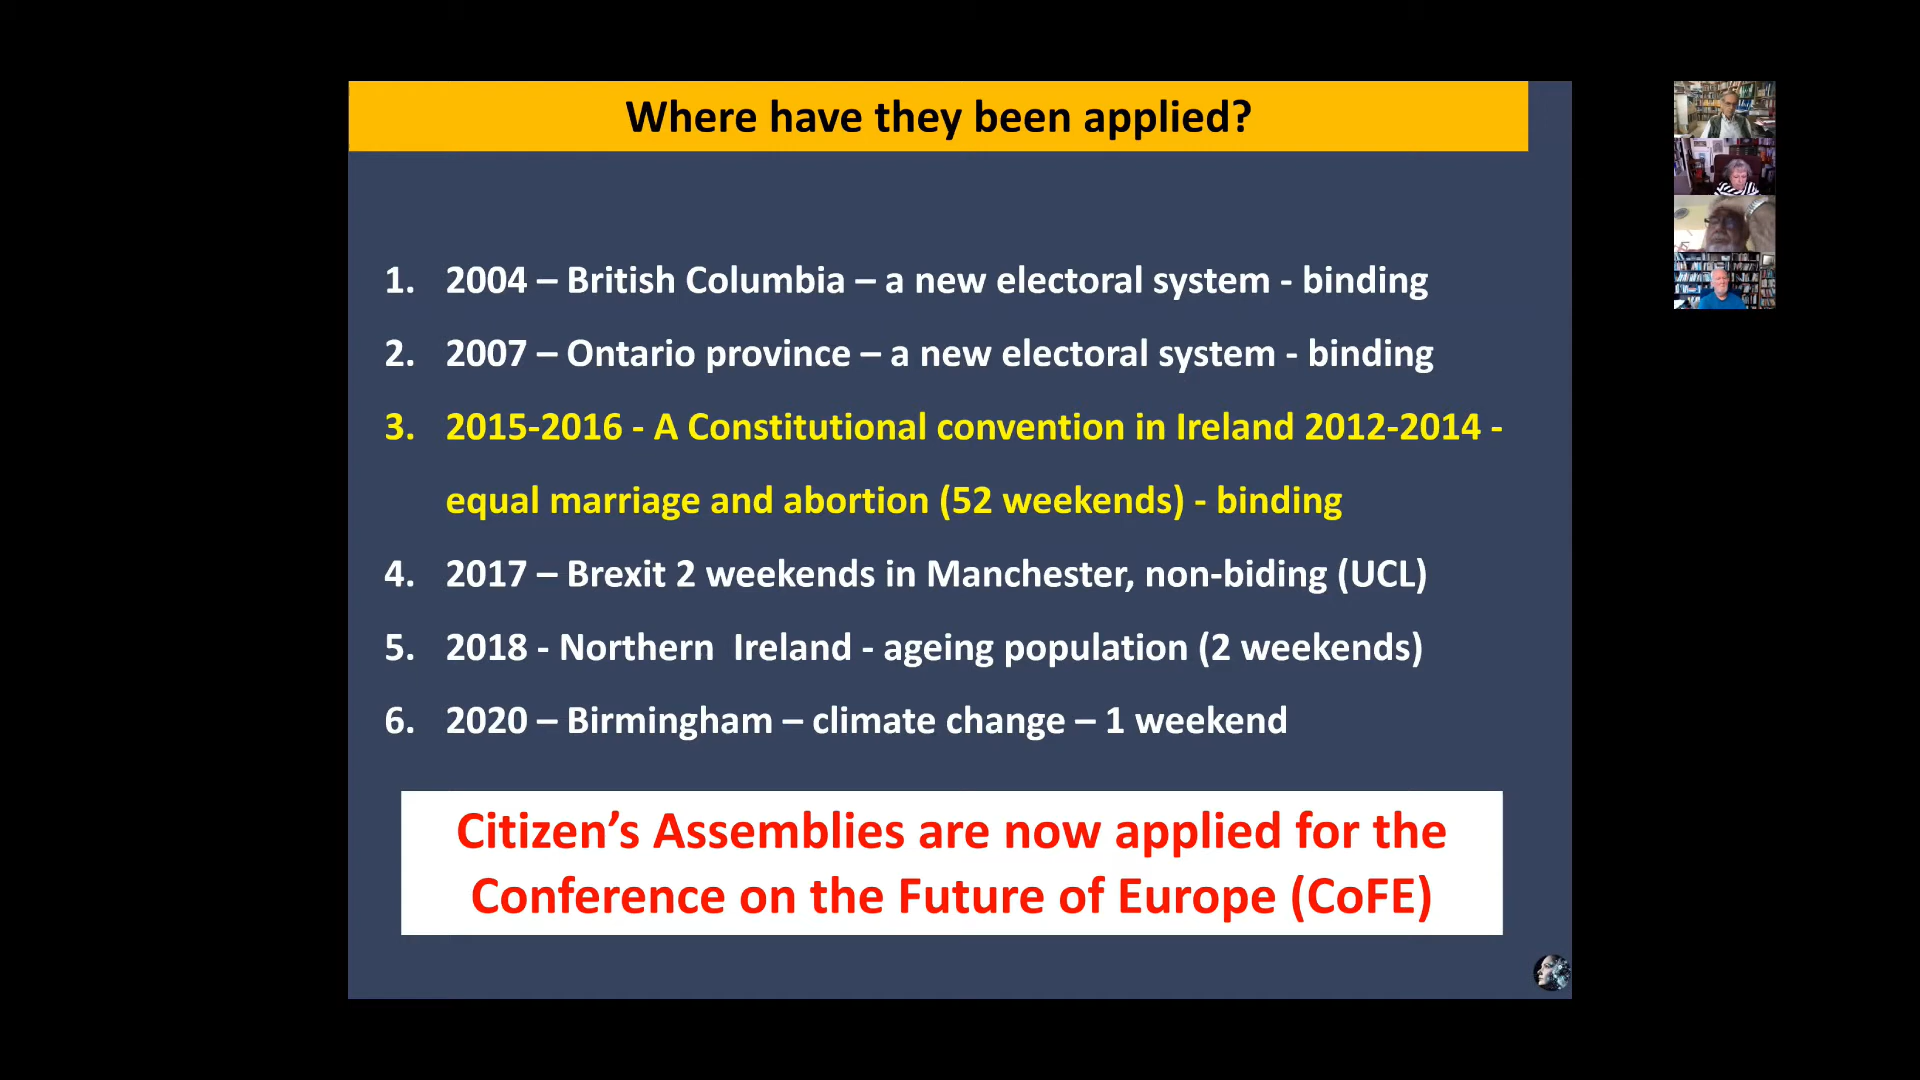 Where have they been applied?
1. 2004 – British Columbia – a new electoral system - binding
2. 2007 – Ontario province – a new electoral system - binding
3. 2015-2016 - A Constitutional convention in Ireland 2012-2014 -
equal marriage and abortion (52 weekends) - binding
4. 2017 – Brexit 2 weekends in Manchester, non-biding (UCL)
5. 2018 - Northern  Ireland - ageing population (2 weekends)
6. 2020 – Birmingham – climate change – 1 weekend
Citizen’s Assemblies are now applied for the
Conference on the Future of Europe (CoFE)